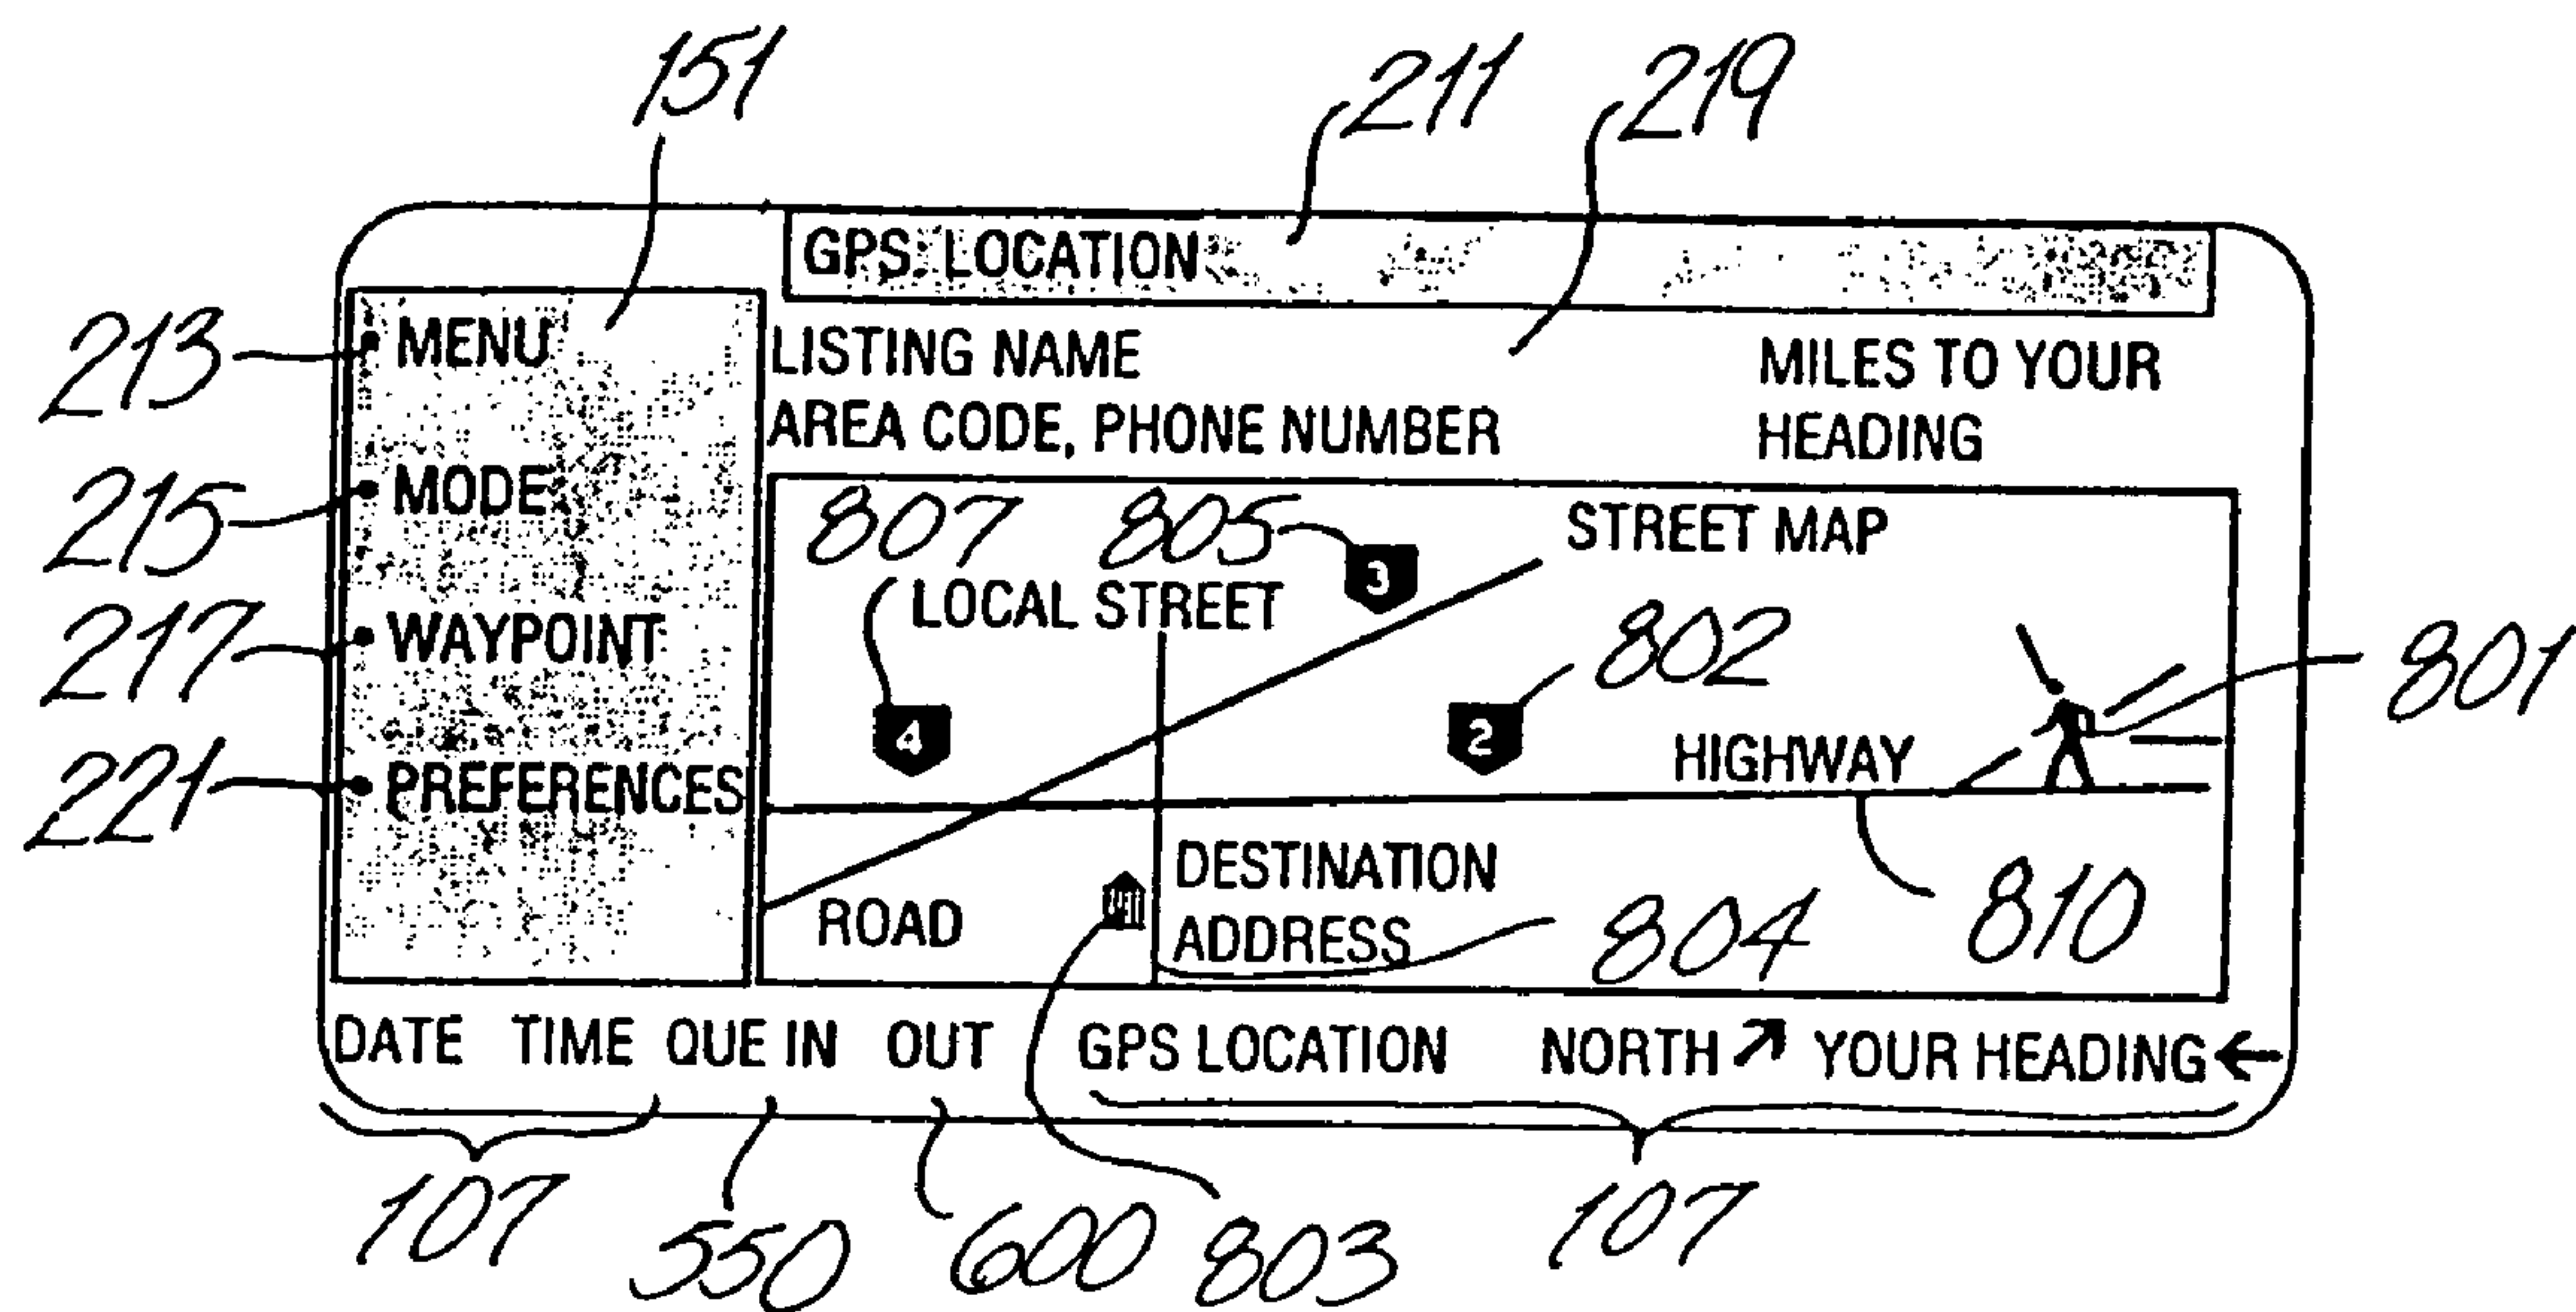 151
211
219
GPS LOCATION
213
MENU
LISTING NAME
MILES TO YOUR
AREA CODE, PHONE NUMBER
HEADING
215
MODE
807
805
3
STREET MAP
LOCAL STREET
217
WAYPOINT
802
801
4
2
HIGHWAY
221
PREFERENCES
DESTINATION
ADDRESS
ROAD
804
810
DATE TIME QUE IN OUT GPS LOCATION NORTH ↗ YOUR HEADING ←
107
550
600
803
107